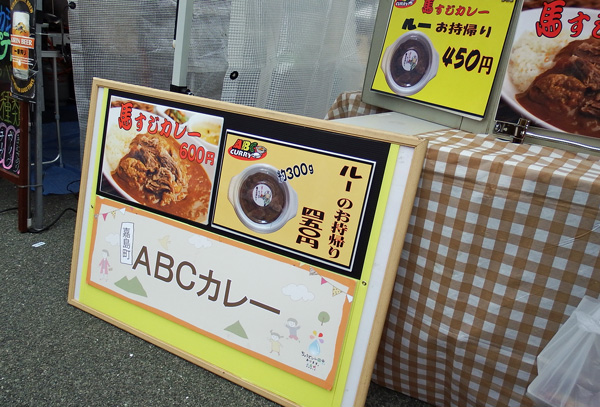 馬すじカレー
ルー お持帰り
450円
馬すじカレー
600円
ABC
CURRY
約300g
ルーのお持帰り
四五〇円
嘉島町
ABCカレー